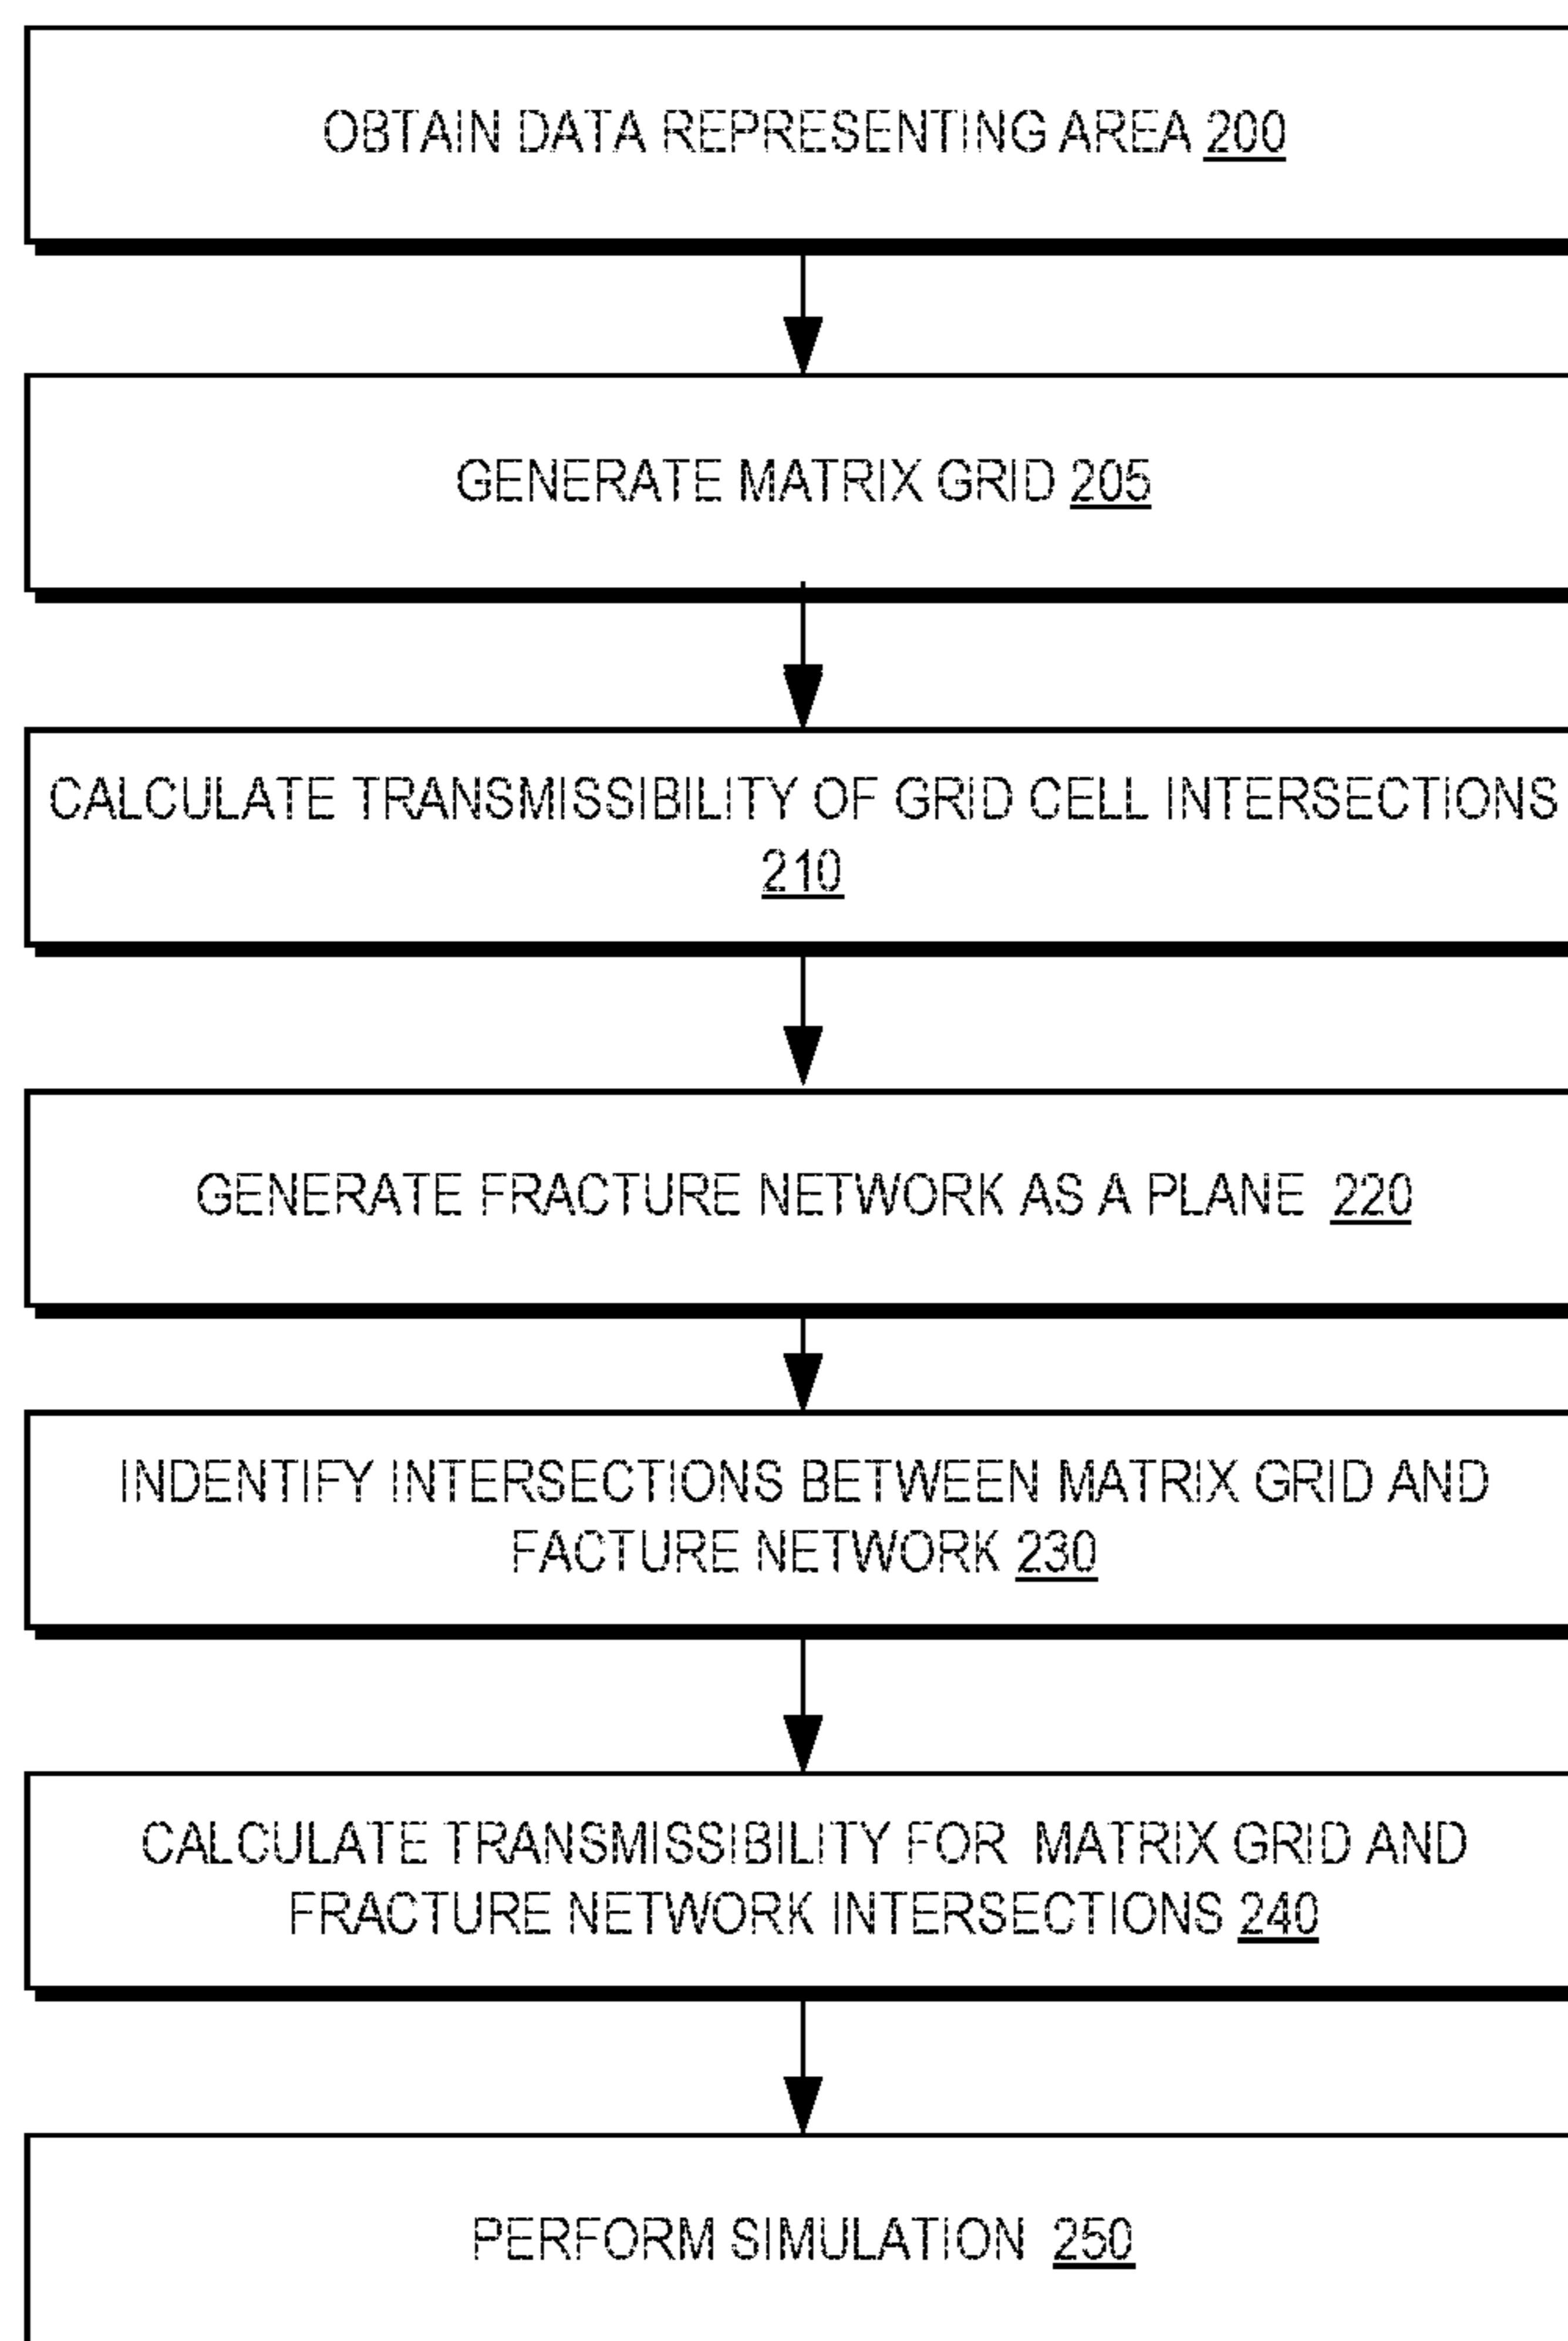 OBTAIN DATA REPRESENTING AREA 200
GENERATE MATRIX GRID 205
CALCULATE TRANSMISSIBILITY OF GRID CELL INTERSECTIONS
210
GENERATE FRACTURE NETWORK AS A PLANE 220
INDENTIFY INTERSECTIONS BETWEEN MATRIX GRID AND
FACTURE NETWORK 230
CALCULATE TRANSMISSIBILITY FOR MATRIX GRID AND
FRACTURE NETWORK INTERSECTIONS 240
PERFORM SIMULATION 250